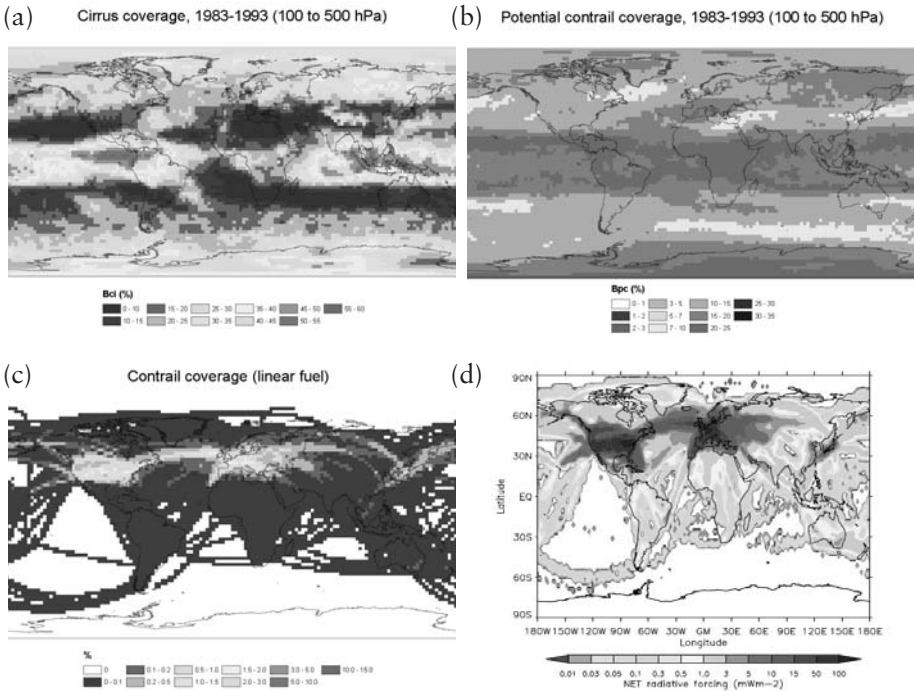 (a)
Cirrus coverage, 1983-1993 (100 to 500 hPa)
Bci (%)
0 - 10 15 - 20 25 - 30 35 - 40 45 - 50 55 - 60
10 - 15 20 - 25 30 - 35 40 - 45 50 - 55
(b)
Potential contrail coverage, 1983-1993 (100 to 500 hPa)
Bpc (%)
0 - 1 3 - 5 10 - 15 25 - 30
1 - 2 5 - 7 15 - 20 30 - 35
2 - 3 7 - 10 20 - 25
(c)
Contrail coverage (linear fuel)
%
0 0.1 - 0.2 0.5 - 1.0 1.5 - 2.0 3.0 - 5.0 10.0 - 15.0
0 - 0.1 0.2 - 0.5 1.0 - 1.5 2.0 - 3.0 5.0 - 10.0
(d)
90N
60N
30N
EQ
30S
60S
90S
Latitude
180W 150W 120W 90W 60W 30W GM 30E 60E 90E 120E 150E 180E
Longitude
0.01 0.03 0.05 0.1 0.3 0.5 1.0 3 5 10 15 50 100
NET radiative forcing (mWm-2)